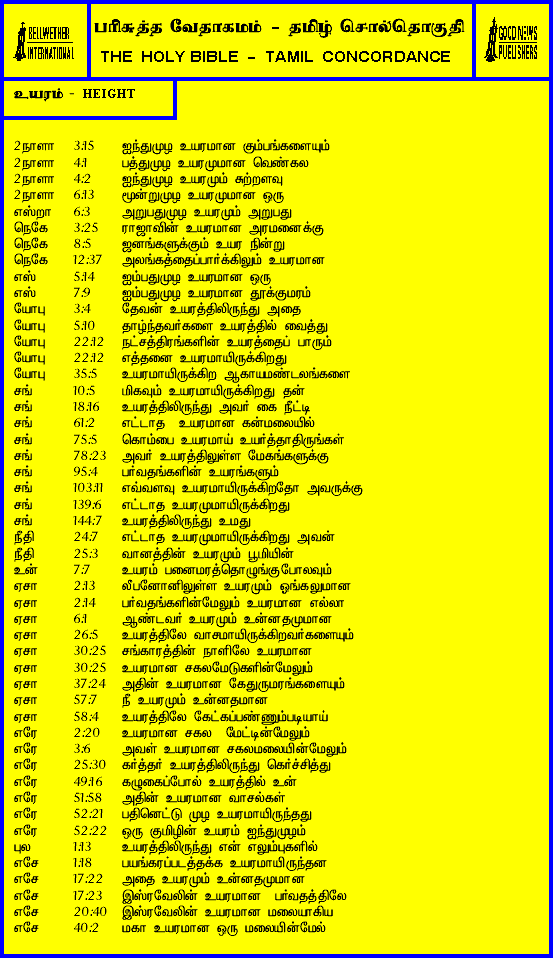 BELLWETHER INTERNATIONAL
பரிசுத்த வேதாகமம் - தமிழ் சொல்தொகுதி
THE HOLY BIBLE - TAMIL CONCORDANCE
GOOD NEWS PUBLISHERS
உயரம் - HEIGHT
2நாளா 3:15 ஐந்துமுழ உயரமான கும்பங்களையும்
2நாளா 4:1 பத்துமுழ உயரமுமான வெண்கல
2நாளா 4:2 ஐந்துமுழ உயரமும் சுற்றளவு
2நாளா 6:13 மூன்றுமுழ உயரமுமான ஒரு
எஸ்றா 6:3 அறுபதுமுழ உயரமும் அறுபது
நெகே 3:25 ராஜாவின் உயரமான அரமனைக்கு
நெகே 8:5 ஜனங்களுக்கும் உயர நின்று
நெகே 12:37 அலங்கத்தைப்பார்க்கிலும் உயரமான
எஸ் 5:14 ஐம்பதுமுழ உயரமான ஒரு
எஸ் 7:9 ஐம்பதுமுழ உயரமான தூக்குமரம்
யோபு 3:4 தேவன் உயரத்திலிருந்து அதை
யோபு 5:10 தாழ்ந்தவர்களை உயரத்தில் வைத்து
யோபு 22:12 நட்சத்திரங்களின் உயரத்தைப் பாரும்
யோபு 22:12 எத்தனை உயரமாயிருக்கிறது
யோபு 35:5 உயரமாயிருக்கிற ஆகாயமண்டலங்களை
சங் 10:5 மிகவும் உயரமாயிருக்கிறது தன்
சங் 18:16 உயரத்திலிருந்து அவர் கை நீட்டி
சங் 61:2 எட்டாத உயரமான கன்மலையில்
சங் 75:5 கொம்பை உயரமாய் உயர்த்தாதிருங்கள்
சங் 78:23 அவர் உயரத்திலுள்ள மேகங்களுக்கு
சங் 95:4 பர்வதங்களின் உயரங்களும்
சங் 103:11 எவ்வளவு உயரமாயிருக்கிறதோ அவருக்கு
சங் 139:6 எட்டாத உயரமுமாயிருக்கிறது
சங் 144:7 உயரத்திலிருந்து உமது
நீதி 24:7 எட்டாத உயரமுமாயிருக்கிறது அவன்
நீதி 25:3 வானத்தின் உயரமும் பூமியின்
உன் 7:7 உயரம் பனைமரத்தொழுங்குபோலவும்
ஏசா 2:13 லீபனோனிலுள்ள உயரமும் ஓங்கலுமான
ஏசா 2:14 பர்வதங்களின்மேலும் உயரமான எல்லா
ஏசா 6:1 ஆண்டவர் உயரமும் உன்னதமுமான
ஏசா 26:5 உயரத்திலே வாசமாயிருக்கிறவர்களையும்
ஏசா 30:25 சங்காரத்தின் நாளிலே உயரமான
ஏசா 30:25 உயரமான சகலமேடுகளின்மேலும்
ஏசா 37:24 அதின் உயரமான கேதுருமரங்களையும்
ஏசா 57:7 நீ உயரமும் உன்னதமான
ஏசா 58:4 உயரத்திலே கேட்கப்பண்ணும்படியாய்
எரே 2:20 உயரமான சகல மேட்டின்மேலும்
எரே 3:6 அவள் உயரமான சகலமலையின்மேலும்
எரே 25:30 கர்த்தர் உயரத்திலிருந்து கெர்ச்சித்து
எரே 49:16 கழுகைப்போல் உயரத்தில் உன்
எரே 51:58 அதின் உயரமான வாசல்கள்
எரே 52:21 பதினெட்டு முழ உயரமாயிருந்தது
எரே 52:22 ஒரு குமிழின் உயரம் ஐந்துமுழம்
புல 1:13 உயரத்திலிருந்து என் எலும்புகளில்
எசே 1:18 பயங்கரப்படத்தக்க உயரமாயிருந்தன
எசே 17:22 அதை உயரமும் உன்னதமுமான
எசே 17:23 இஸ்ரவேலின் உயரமான பர்வதத்திலே
எசே 20:40 இஸ்ரவேலின் உயரமான மலையாகிய
எசே 40:2 மகா உயரமான ஒரு மலையின்மேல்